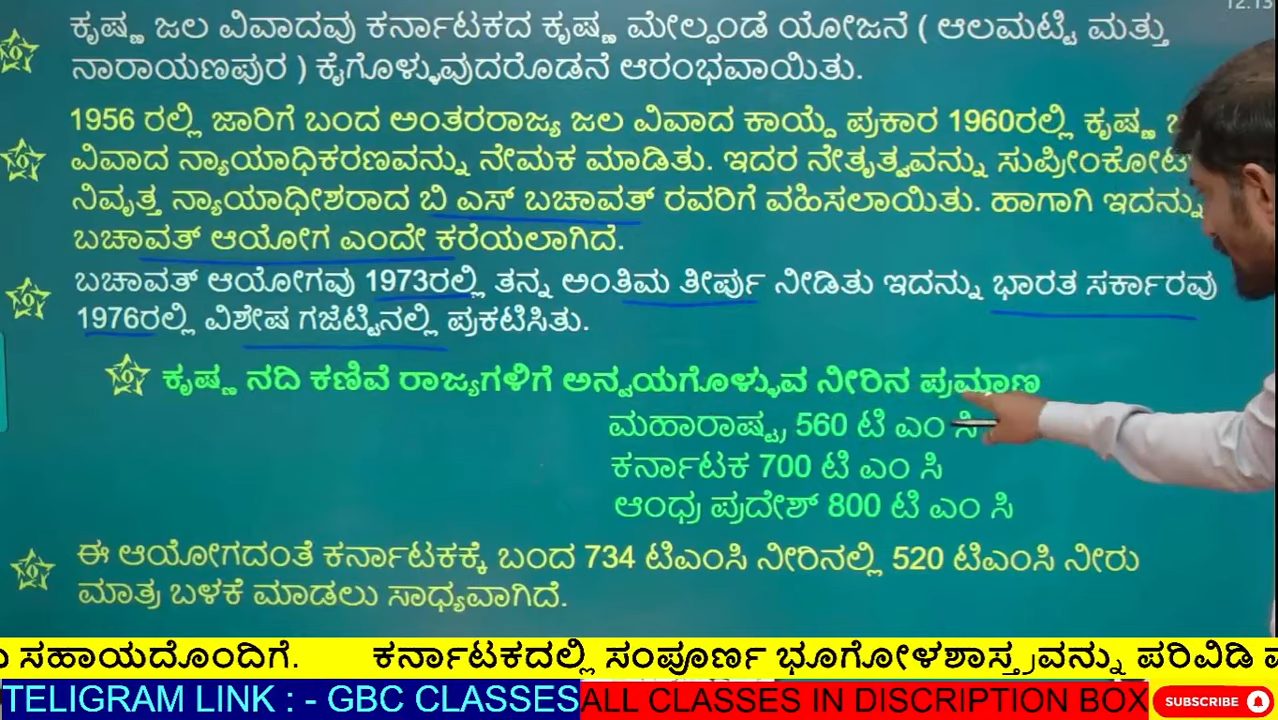 12:13
ಕೃಷ್ಣ ಜಲ ವಿವಾದವು ಕರ್ನಾಟಕದ ಕೃಷ್ಣ ಮೇಲ್ದಂಡೆ ಯೋಜನೆ ( ಆಲಮಟ್ಟಿ ಮತ್ತು
ನಾರಾಯಣಪುರ ) ಕೈಗೊಳ್ಳುವುದರೊಡನೆ ಆರಂಭವಾಯಿತು.
1956 ರಲ್ಲಿ ಜಾರಿಗೆ ಬಂದ ಅಂತರರಾಜ್ಯ ಜಲ ವಿವಾದ ಕಾಯ್ದೆ ಪ್ರಕಾರ 1960ರಲ್ಲಿ ಕೃಷ್ಣ
ವಿವಾದ ನ್ಯಾಯಾಧಿಕರಣವನ್ನು ನೇಮಕ ಮಾಡಿತು. ಇದರ ನೇತೃತ್ವವನ್ನು
ನಿವೃತ್ತ ನ್ಯಾಯಾಧೀಶರಾದ ಬಿ ಎಸ್ ಬಚಾವತ್ ರವರಿಗೆ ವಹಿಸಲಾಯಿತು. ಹಾಗಾಗಿ ಇದನ್ನು
ಬಚಾವತ್ ಆಯೋಗ ಎಂದೇ ಕರೆಯಲಾಗಿದೆ.
ಬಚಾವತ್ ಆಯೋಗವು 1973ರಲ್ಲಿ ತನ್ನ ಅಂತಿಮ ತೀರ್ಪು ನೀಡಿತು ಇದನ್ನು ಭಾರತ ಸರ್ಕಾರವು
1976ರಲ್ಲಿ ವಿಶೇಷ ಗಜೆಟ್ಟಿನಲ್ಲಿ ಪ್ರಕಟಿಸಿತು.
ಕೃಷ್ಣ ನದಿ ಕಣಿವೆ ರಾಜ್ಯಗಳಿಗೆ ಅನ್ವಯಗೊಳ್ಳುವ ನೀರಿನ ಪ್ರಮಾಣ
ಮಹಾರಾಷ್ಟ್ರ 560 ಟಿ ಎಂ ಸಿ
ಕರ್ನಾಟಕ 700 ಟಿ ಎಂ ಸಿ
ಆಂಧ್ರ ಪ್ರದೇಶ್ 800 ಟಿ ಎಂ ಸಿ
ಈ ಆಯೋಗದಂತೆ ಕರ್ನಾಟಕಕ್ಕೆ ಬಂದ 734 ಟಿಎಂಸಿ ನೀರಿನಲ್ಲಿ 520 ಟಿಎಂಸಿ ನೀರು
ಮಾತ್ರ ಬಳಕೆ ಮಾಡಲು ಸಾಧ್ಯವಾಗಿದೆ.
ಸಹಾಯದೊಂದಿಗೆ. ಕರ್ನಾಟಕದಲ್ಲಿ ಸಂಪೂರ್ಣ ಭೂಗೋಳಶಾಸ್ತ್ರವನ್ನು ಪರಿವಿಡಿ
TELIGRAM LINK : - GBC CLASSES ALL CLASSES IN DISCRIPTION BOX SUBSCRIBE